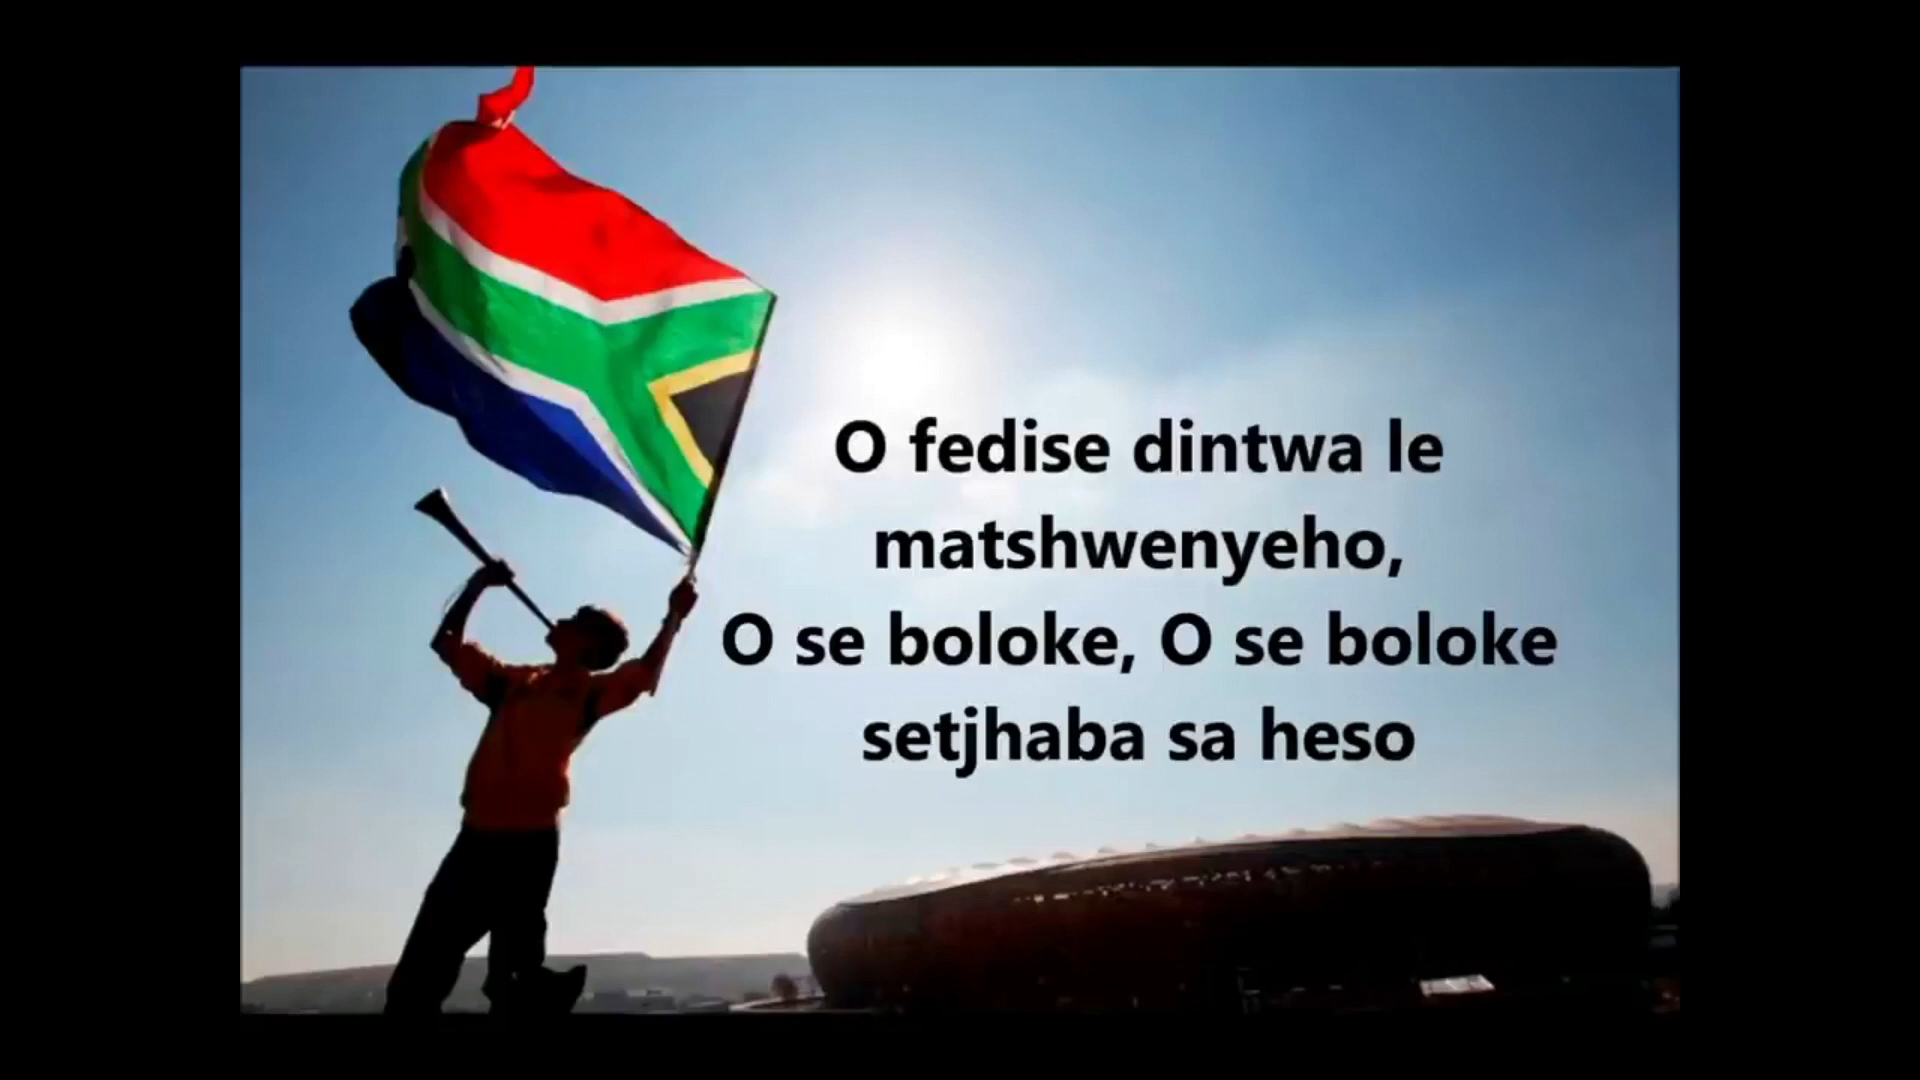 O fedise dintwa le
matshwenyeho,
O se boloke, O se boloke
setjhaba sa heso